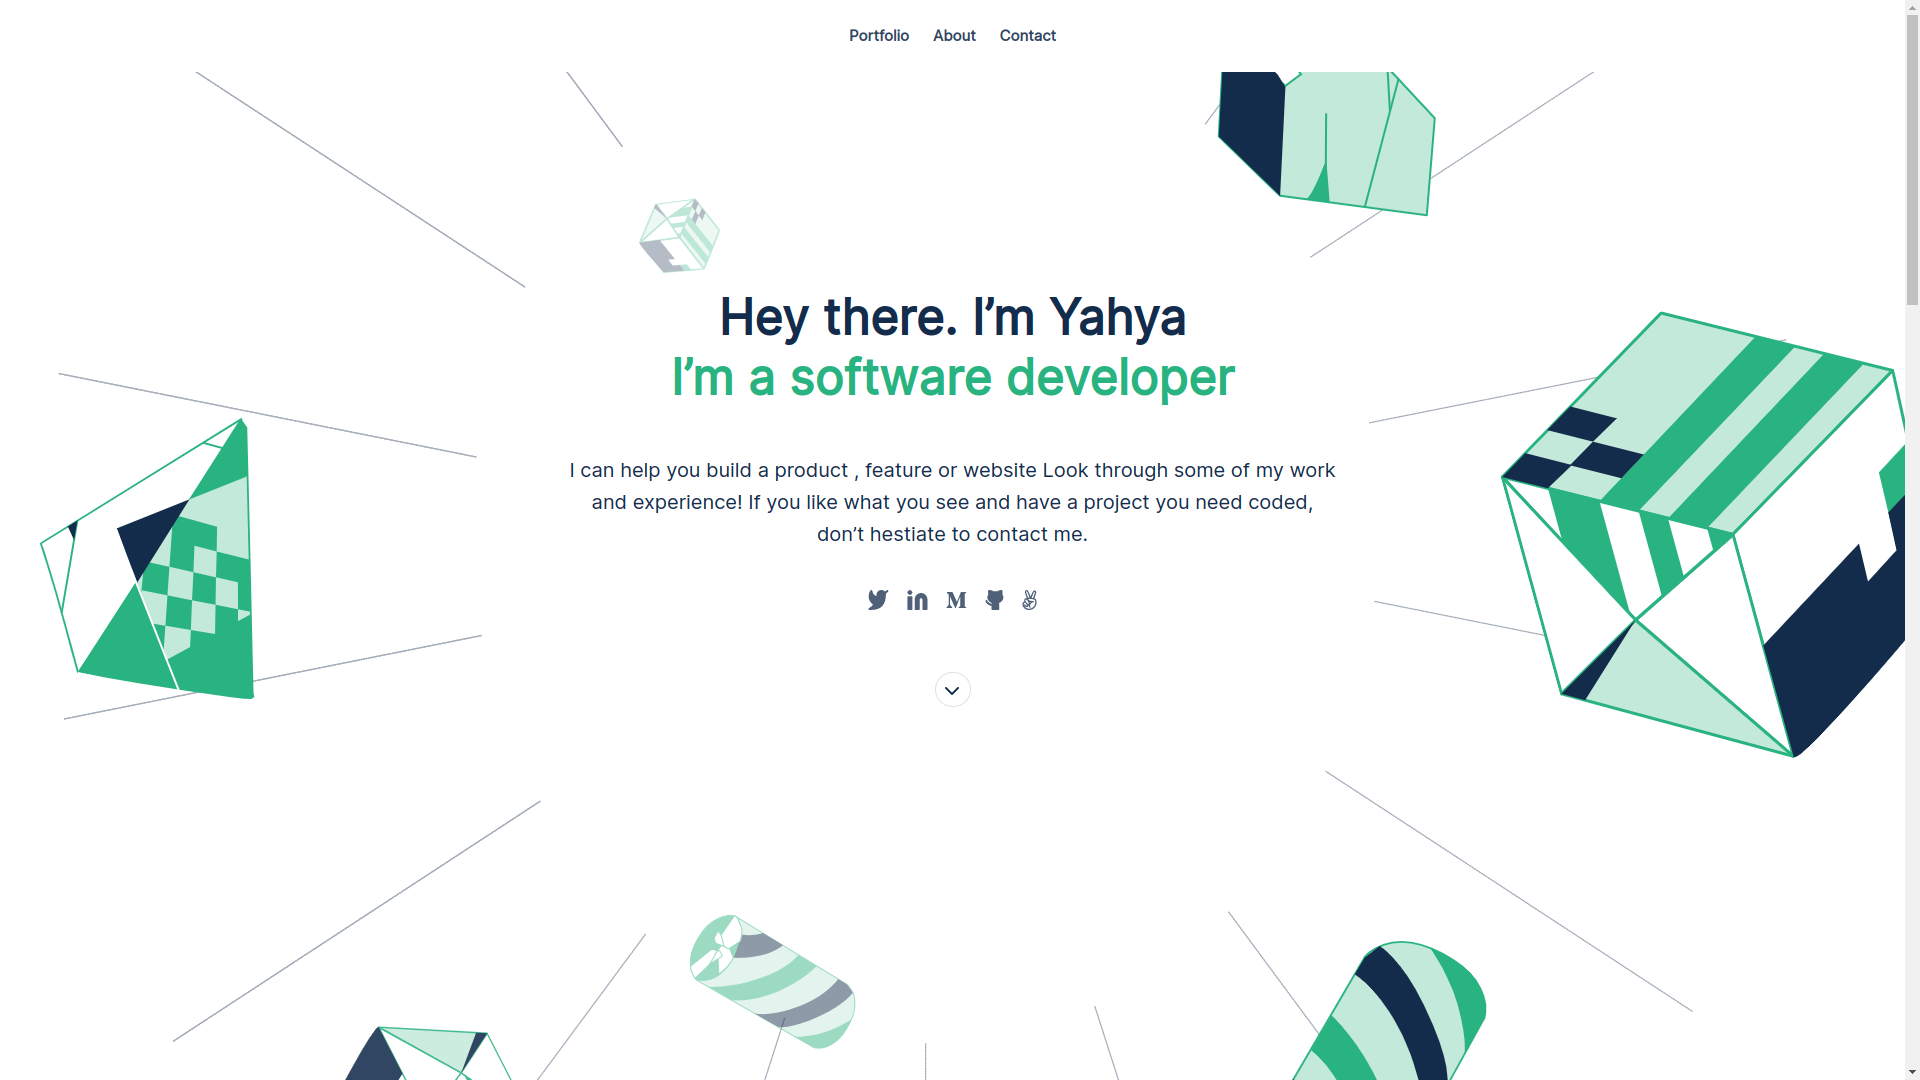 Portfolio About Contact
Hey there. I’m Yahya
I’m a software developer
I can help you build a product , feature or website Look through some of my work
and experience! If you like what you see and have a project you need coded,
don’t hestiate to contact me.